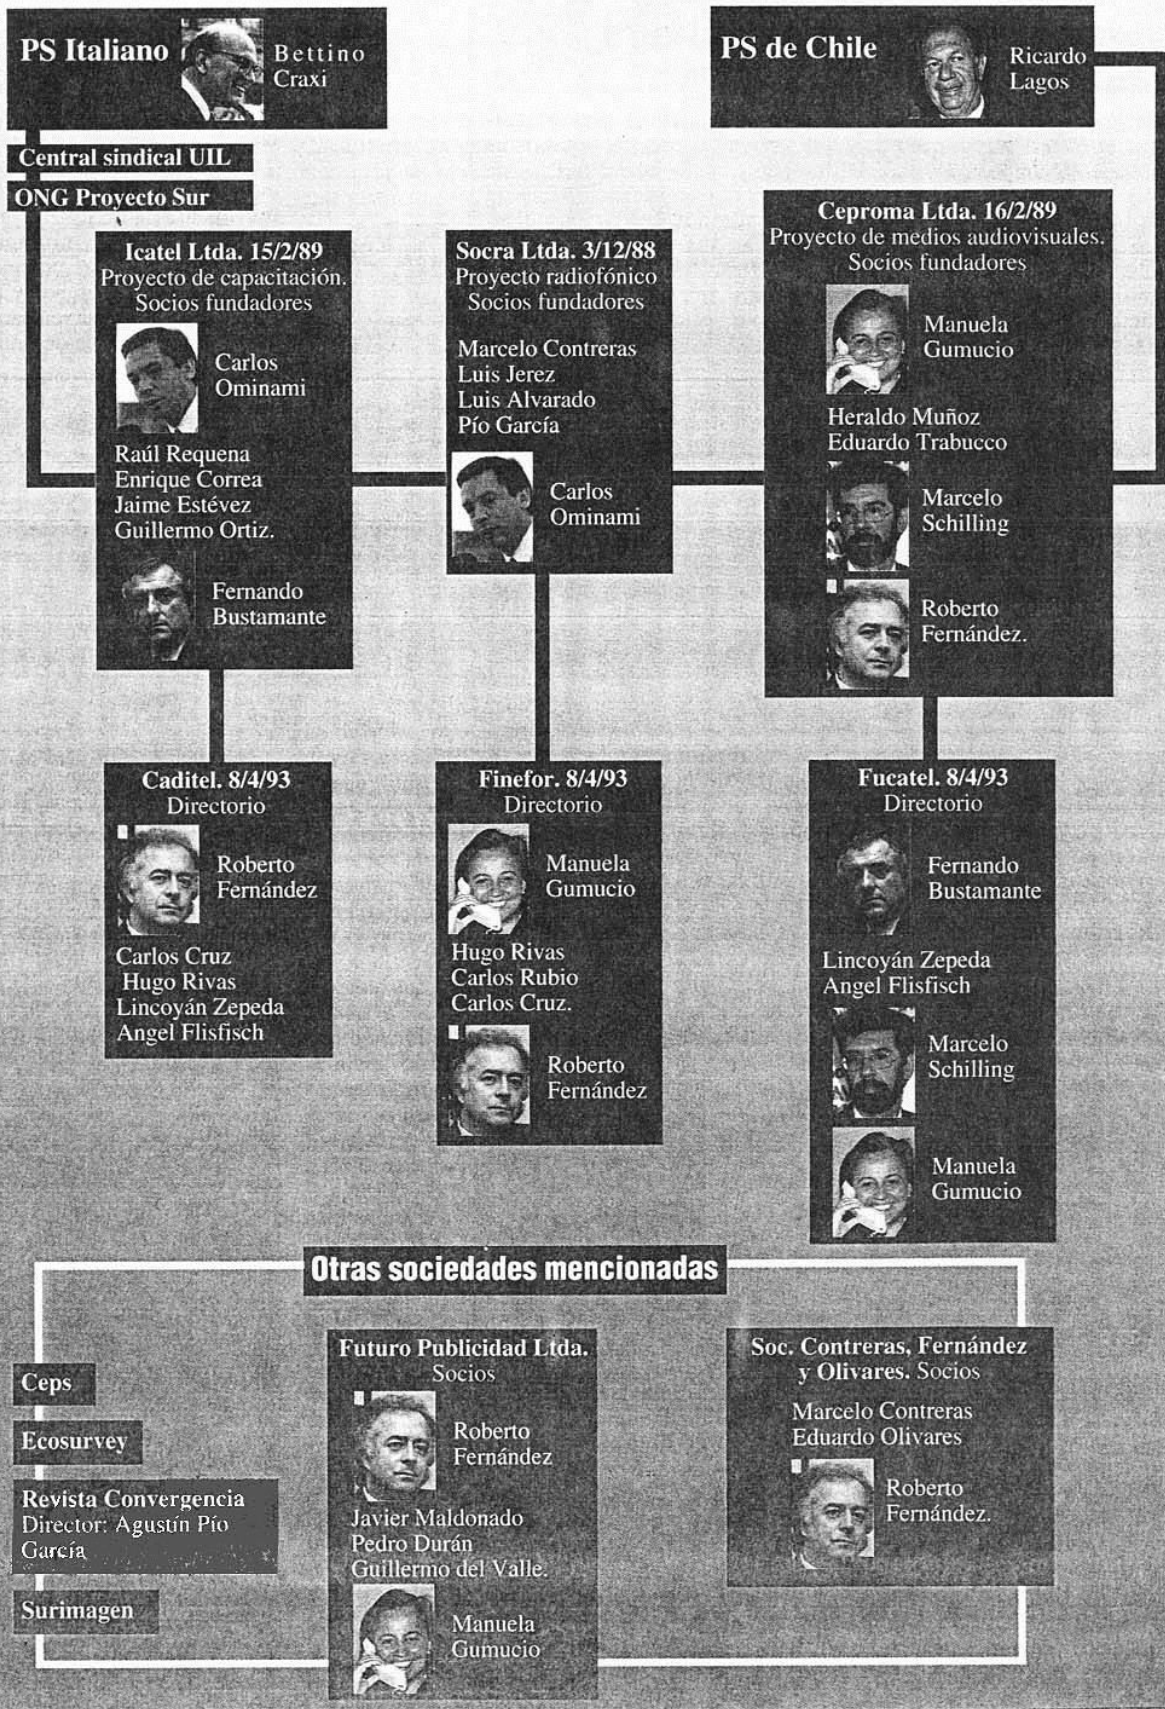 PS Italiano
Bettino
Craxi
PS de Chile
Ricardo
Lagos
Central sindical UIL
ONG Proyecto Sur
Icatel Ltda. 15/2/89
Proyecto de capacitación.
Socios fundadores
Carlos
Ominami
Raúl Requena
Enrique Correa
Jaime Estévez
Guillermo Ortiz.
Fernando
Bustamante
Socra Ltda. 3/12/88
Proyecto radiofónico
Socios fundadores
Marcelo Contreras
Luis Jerez
Luis Alvarado
Pío García
Carlos
Ominami
Ceproma Ltda. 16/2/89
Proyecto de medios audiovisuales.
Socios fundadores
Manuela
Gumucio
Heraldo Muñoz
Eduardo Trabucco
Marcelo
Schilling
Roberto
Fernández.
Caditel. 8/4/93
Directorio
Roberto
Fernández
Carlos Cruz
Hugo Rivas
Lincoyán Zepeda
Angel Flisfisch
Finefor. 8/4/93
Directorio
Manuela
Gumucio
Hugo Rivas
Carlos Rubio
Carlos Cruz.
Roberto
Fernández
Fucatel. 8/4/93
Directorio
Fernando
Bustamante
Lincoyán Zepeda
Angel Flisfisch
Marcelo
Schilling
Manuela
Gumucio
Otras sociedades mencionadas
Ceps
Ecosurvey
Revista Convergencia
Director: Agustín Pío
García
Surimagen
Futuro Publicidad Ltda.
Socios
Roberto
Fernández
Javier Maldonado
Pedro Durán
Guillermo del Valle.
Manuela
Gumucio
Soc. Contreras, Fernández
y Olivares. Socios
Marcelo Contreras
Eduardo Olivares
Roberto
Fernández.